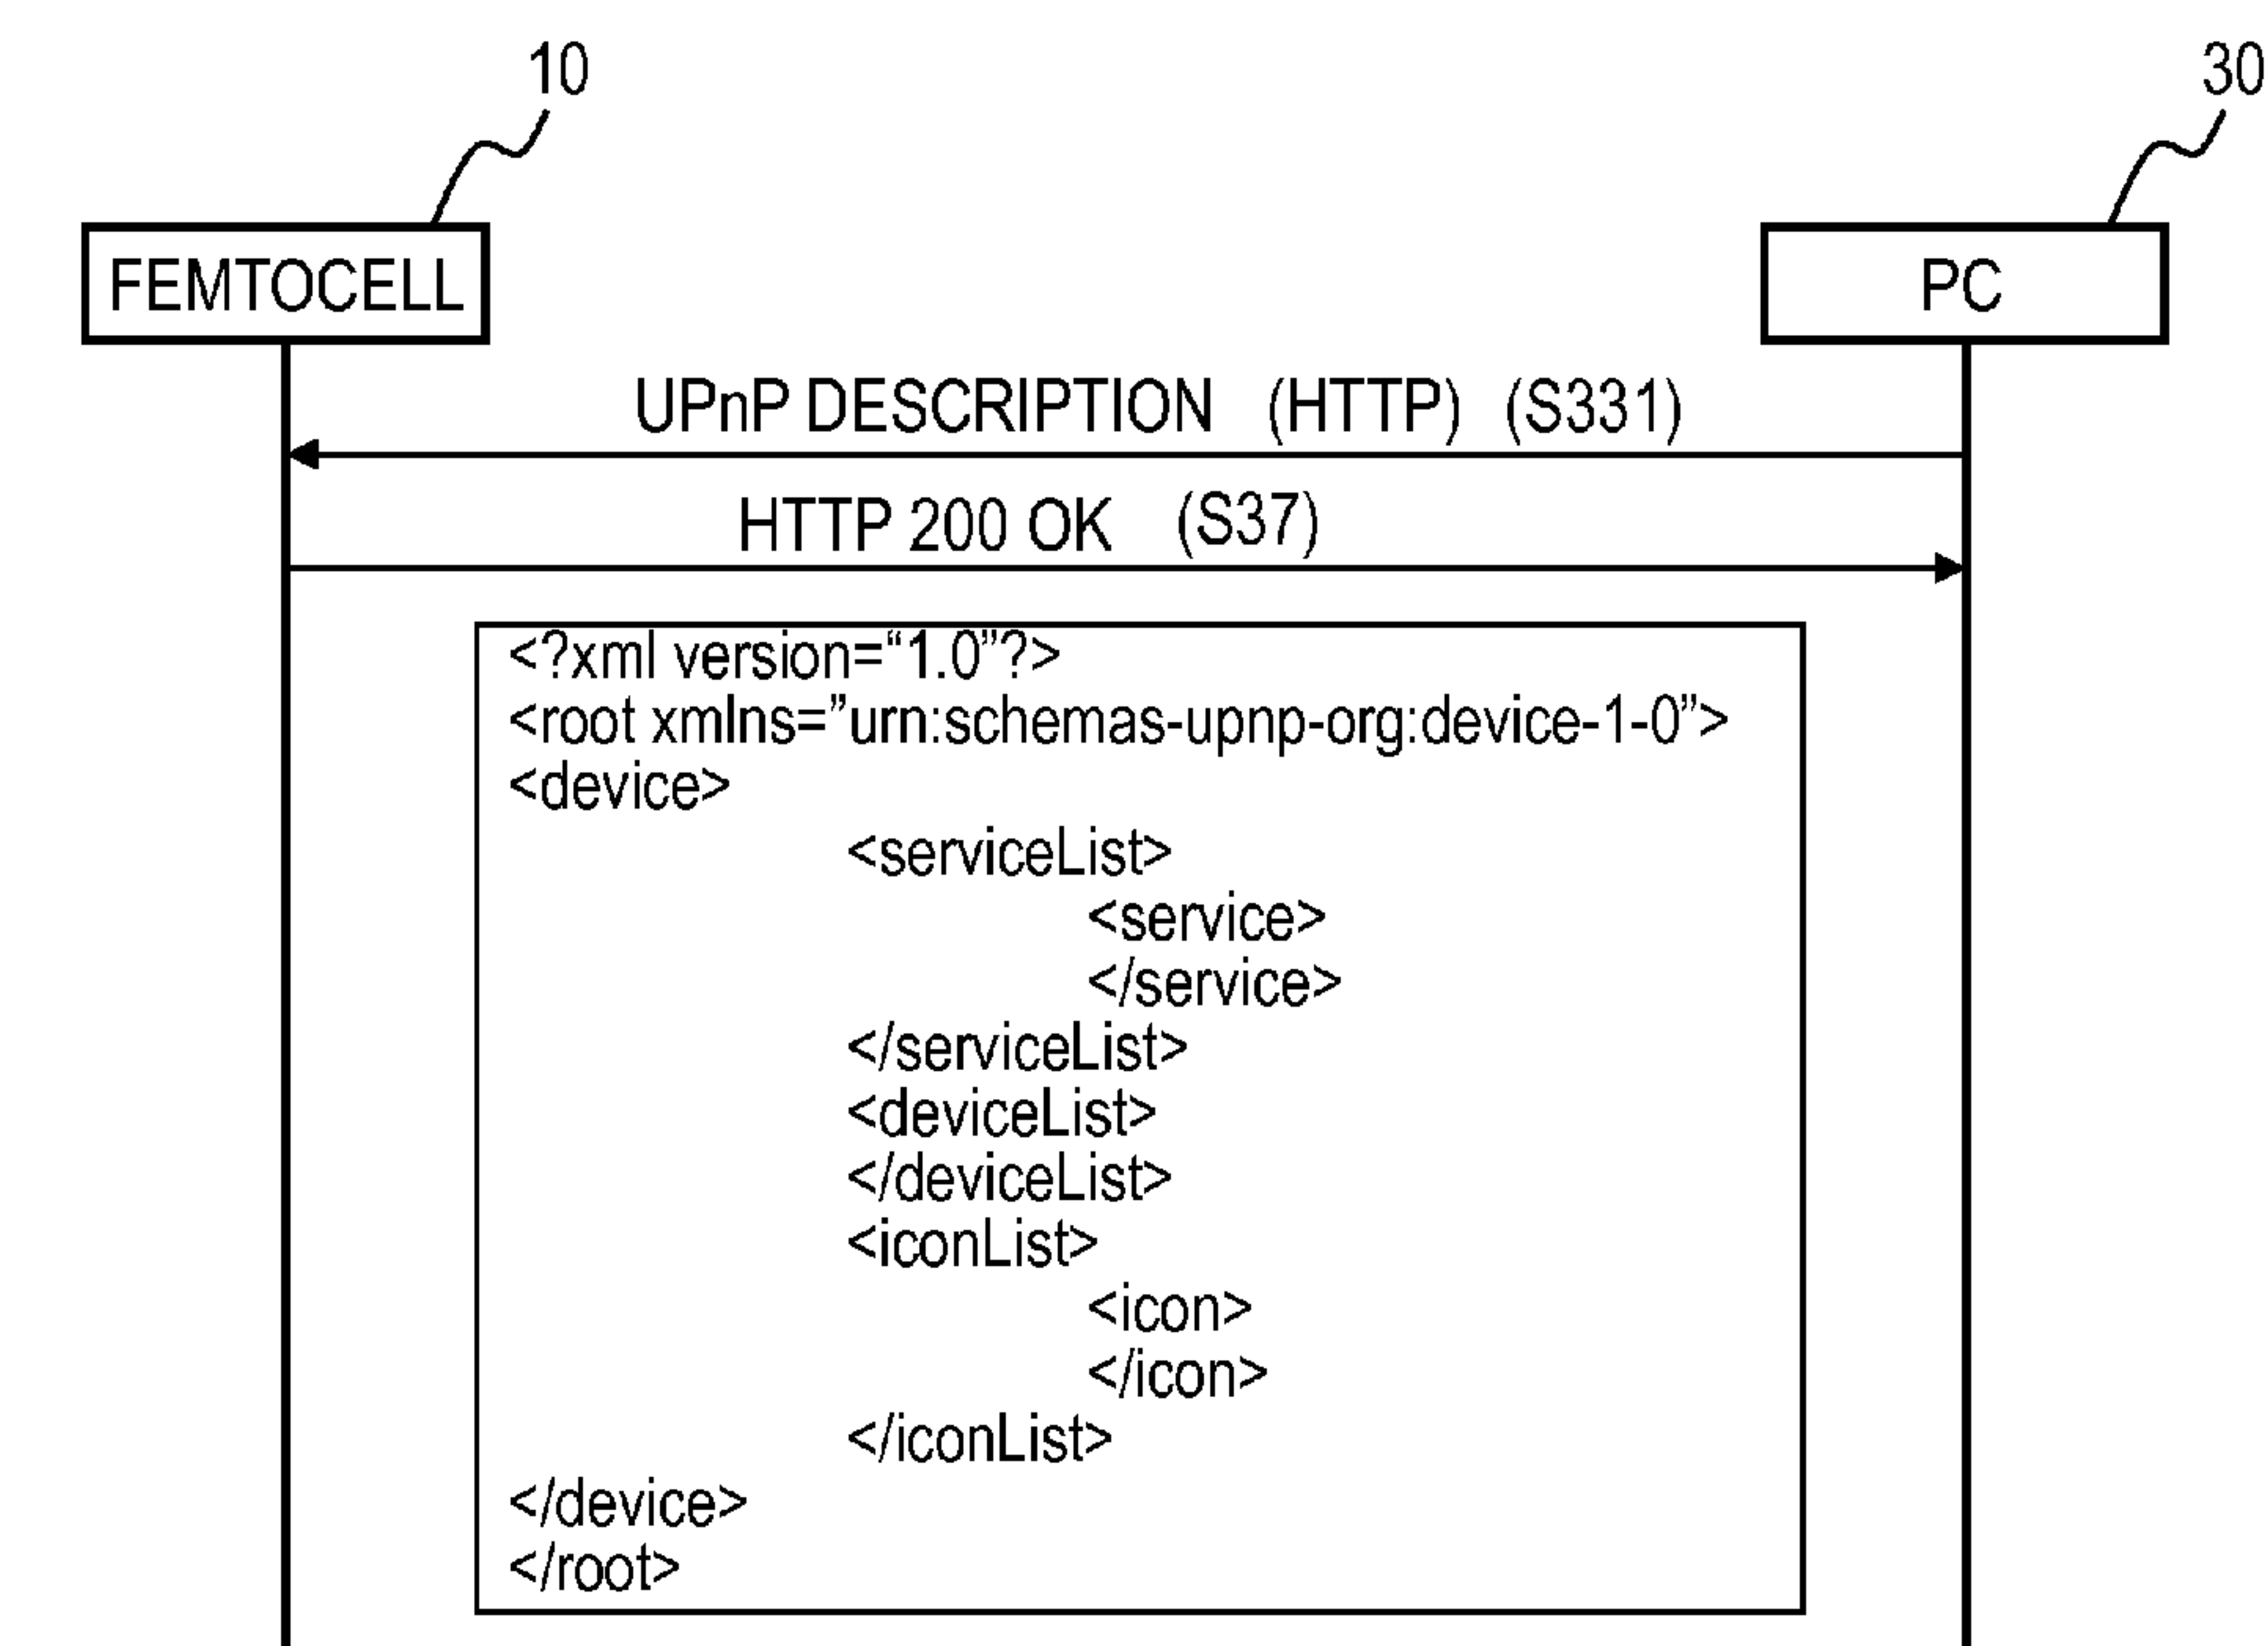 10 30
FEMTOCELL PC
UPnP DESCRIPTION (HTTP) (S331)
HTTP 200 OK (S37)
<?xml version=“1.0”?>
<root xmlns=”urn:schemas-upnp-org:device-1-0”>
<device>
<serviceList>
<service>
</service>
</serviceList>
<deviceList>
</deviceList>
<iconList>
<icon>
</icon>
</iconList>
</device>
</root>